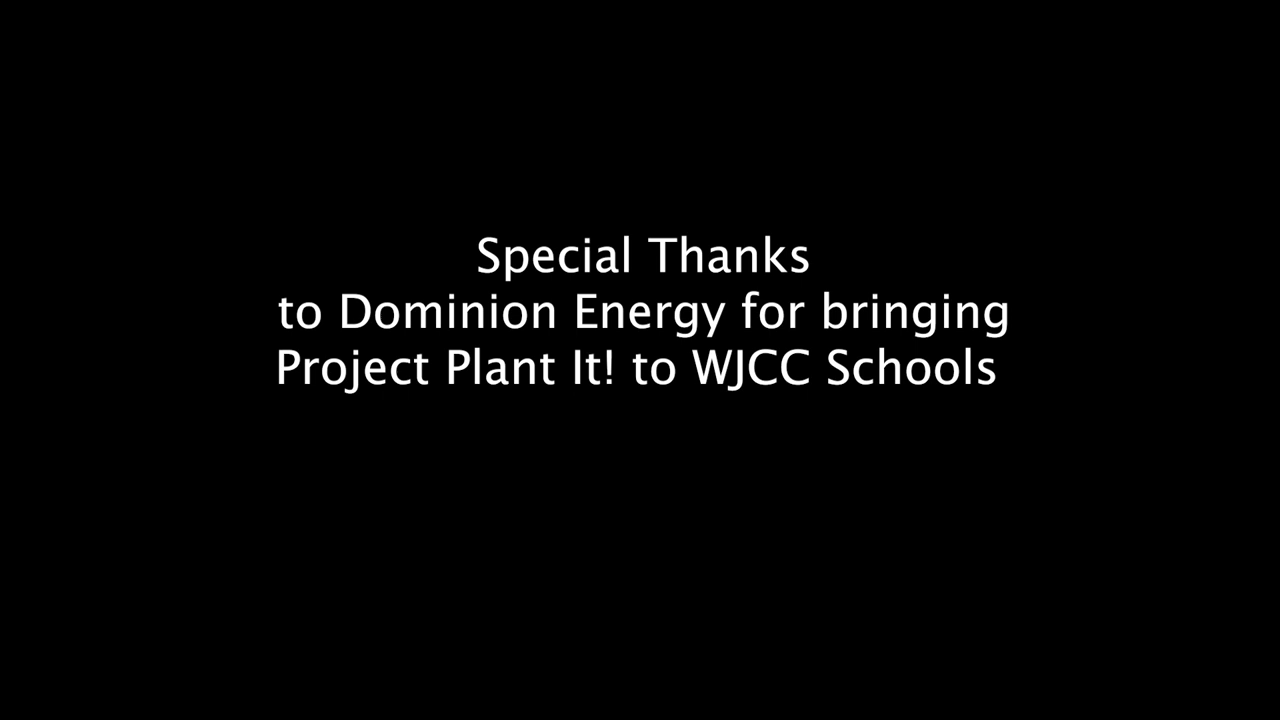 Special Thanks
to Dominion Energy for bringing
Project Plant It! to WJCC Schools